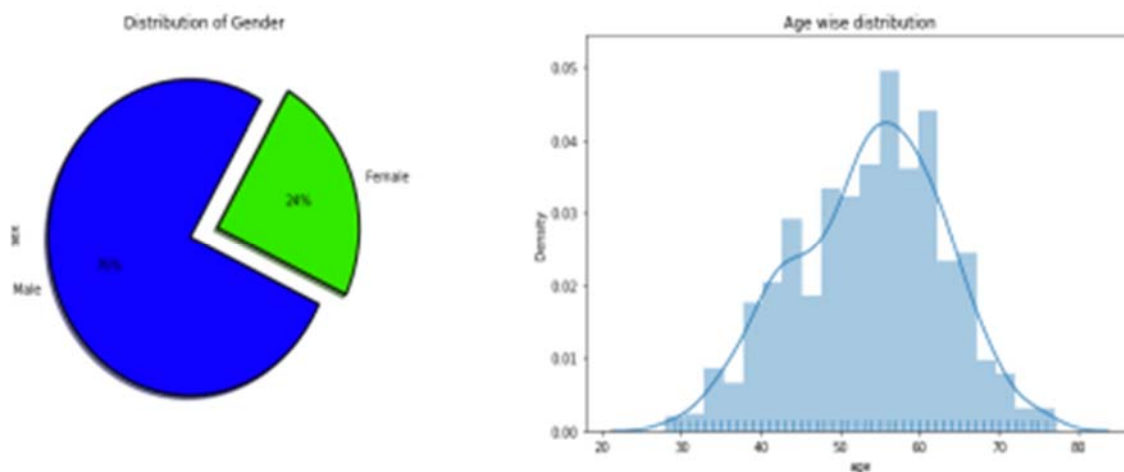 Distribution of Gender
Female
24%
76%
sex
Male
Age wise distribution
0.05
0.04
0.03
0.02
0.01
0.00
Density
20 30 40 50 60 70 80
age